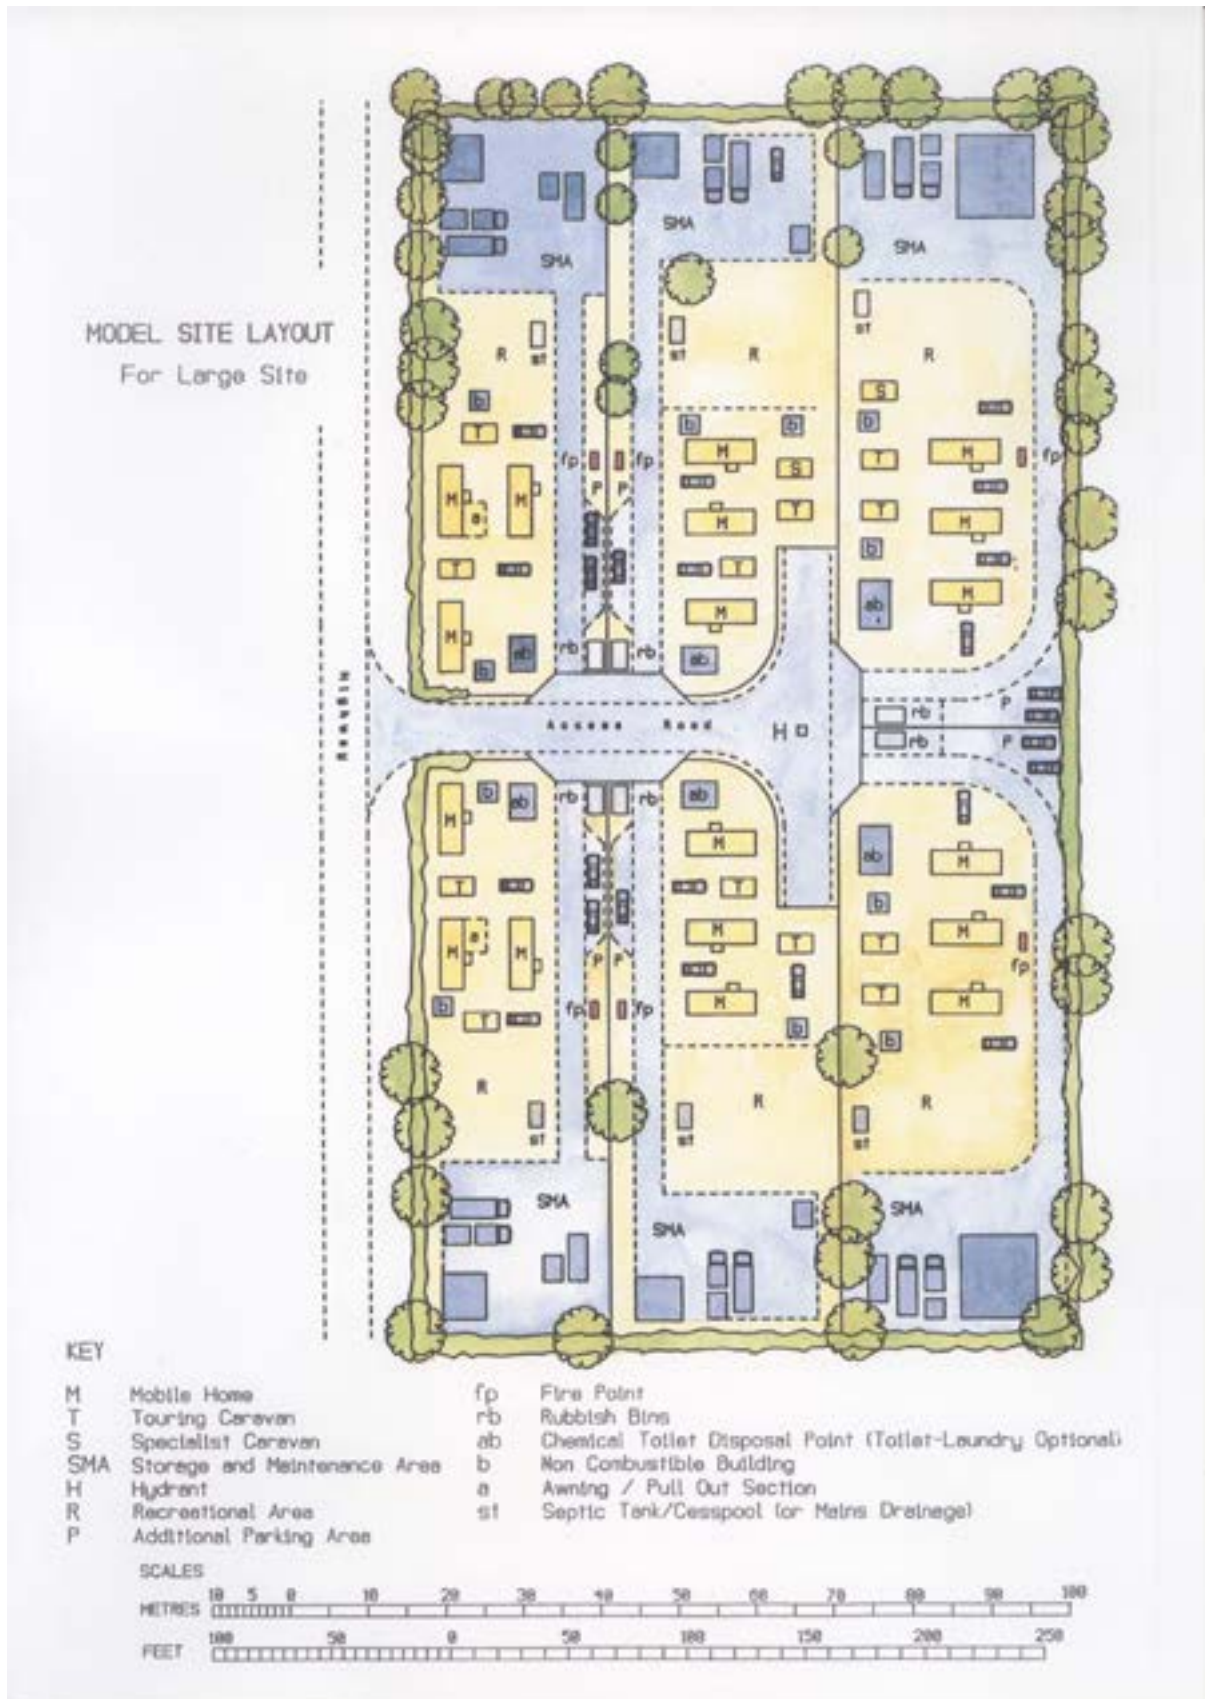 SMA
SMA
SMA
MODEL SITE LAYOUT
For Large Site
R
st
st
R
st
R
S
b
T
b
b
b
M
M
fp
fp
S
T
M
fp
M
a
M
P
P
M
T
T
M
T
T
b
M
M
ab
M
ab
b
rb
rb
ab
Access Road
H
rb
P
rb
P
M
b
ab
rb
rb
ab
M
ab
M
T
T
b
M
a
M
M
T
T
M
P
P
fp
b
T
fp
fp
M
T
M
b
b
R
st
st
R
st
R
SMA
SMA
SMA
KEY
M Mobile Home
T Touring Caravan
S Specialist Caravan
SMA Storage and Maintenance Area
H Hydrant
R Recreational Area
P Additional Parking Area
fp Fire Point
rb Rubbish Bins
ab Chemical Toilet Disposal Point (Toilet-Laundry Optional)
b Non Combustible Building
a Awning / Pull Out Section
st Septic Tank/Cesspool (or Mains Drainage)
SCALES
METRES 10 5 0 10 20 30 40 50 60 70 80 90 100
FEET 100 50 0 50 100 150 200 250